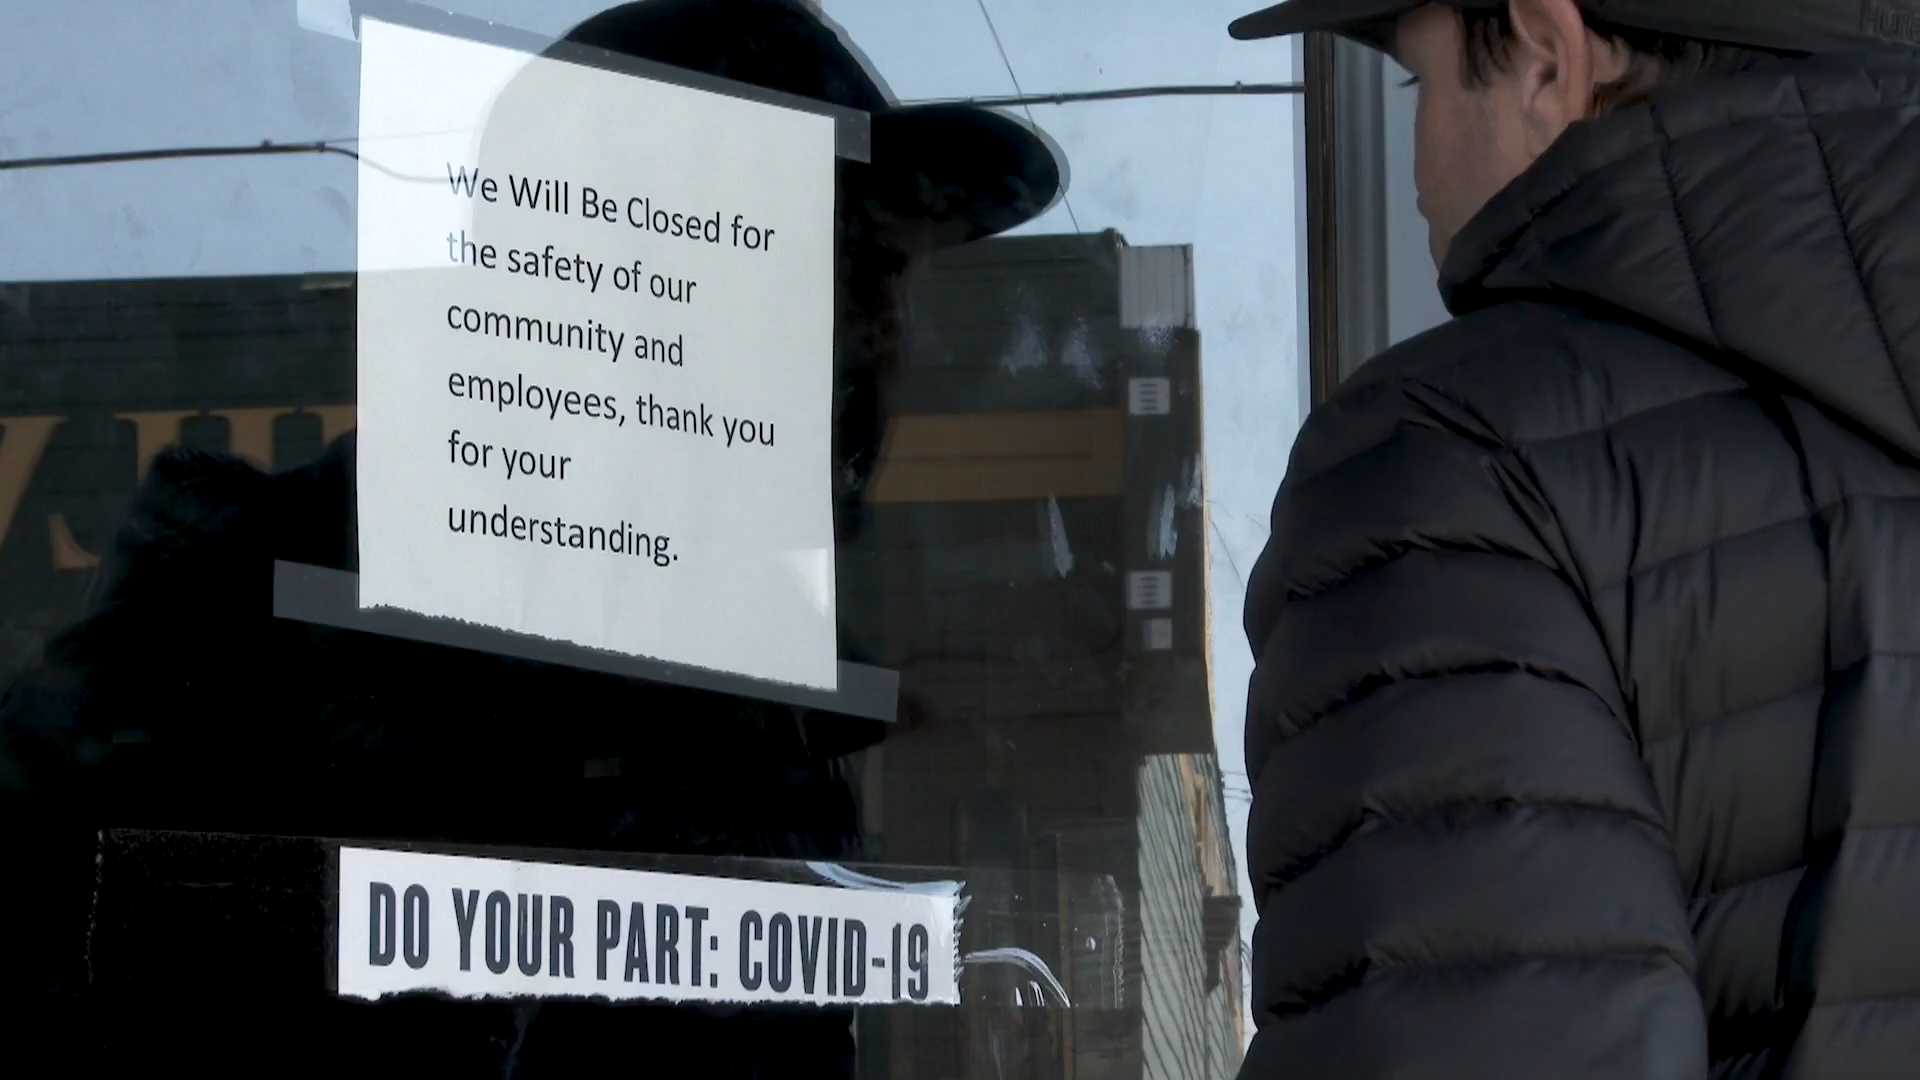 We Will Be Closed for
the safety of our
community and
employees, thank you
for your
understanding.
DO YOUR PART: COVID-19